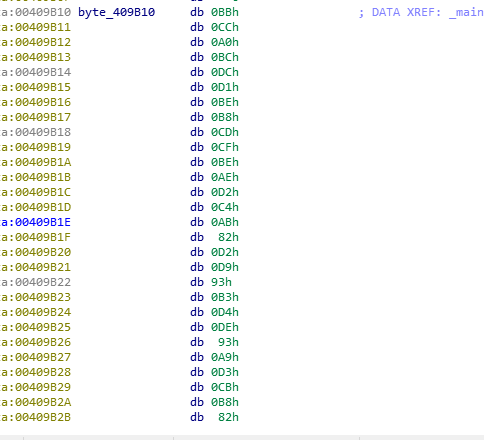 a:00409B10 byte_409B10 db 0BBh ; DATA XREF: _main
a:00409B11 db 0CCh
a:00409B12 db 0A0h
a:00409B13 db 0BCh
a:00409B14 db 0DCh
a:00409B15 db 0D1h
a:00409B16 db 0BEh
a:00409B17 db 0B8h
a:00409B18 db 0CDh
a:00409B19 db 0CFh
a:00409B1A db 0BEh
a:00409B1B db 0AEh
a:00409B1C db 0D2h
a:00409B1D db 0C4h
a:00409B1E db 0ABh
a:00409B1F db 82h
a:00409B20 db 0D2h
a:00409B21 db 0D9h
a:00409B22 db 93h
a:00409B23 db 0B3h
a:00409B24 db 0D4h
a:00409B25 db 0DEh
a:00409B26 db 93h
a:00409B27 db 0A9h
a:00409B28 db 0D3h
a:00409B29 db 0CBh
a:00409B2A db 0B8h
a:00409B2B db 82h